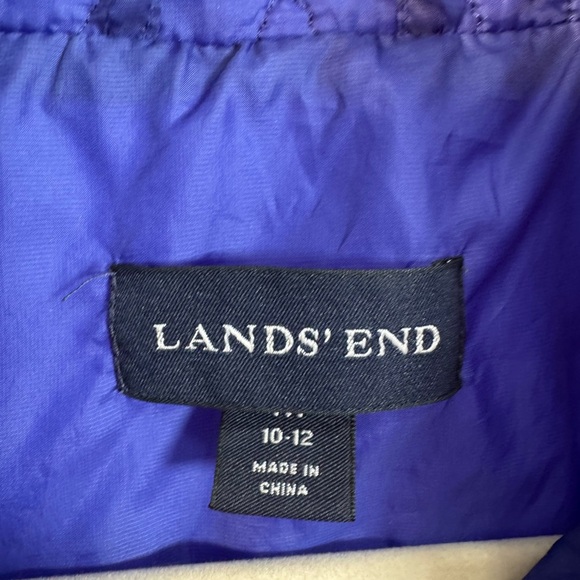 LANDS' END
10-12
MADE IN
CHINA